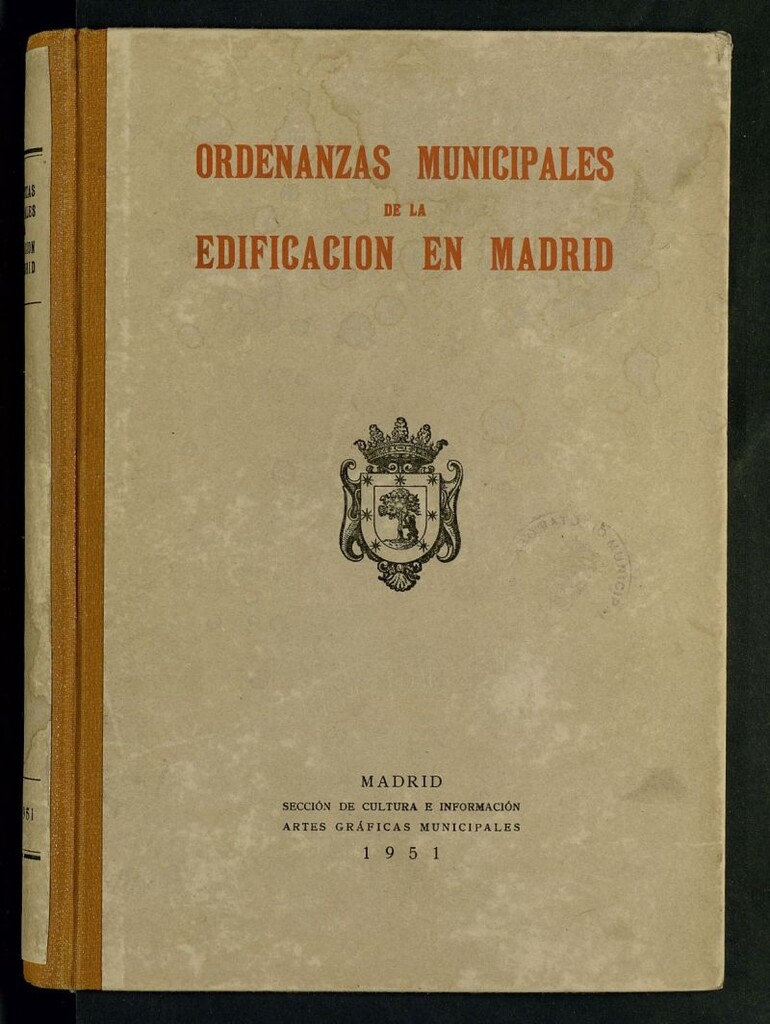 ORDENANZAS MUNICIPALES
DE LA
EDIFICACION EN MADRID
MADRID
SECCIÓN DE CULTURA E INFORMACIÓN
ARTES GRÁFICAS MUNICIPALES
1951